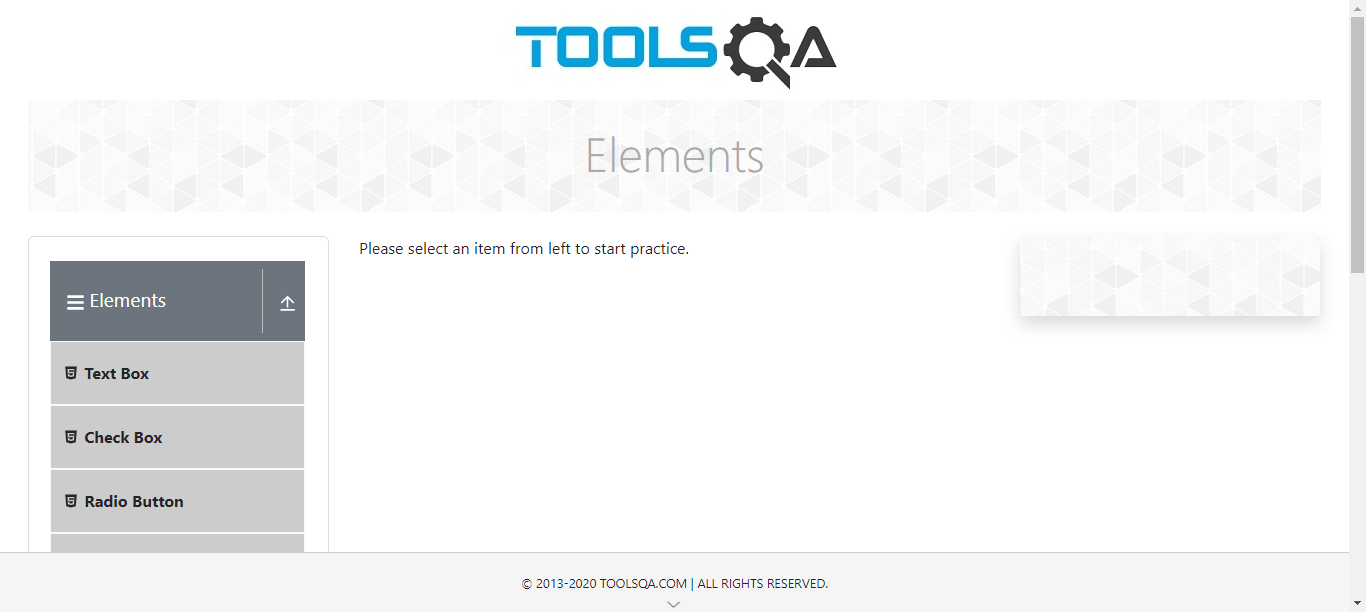 TOOLSQA
Elements
Elements
Text Box
Check Box
Radio Button
Please select an item from left to start practice.
© 2013-2020 TOOLSQA.COM | ALL RIGHTS RESERVED.